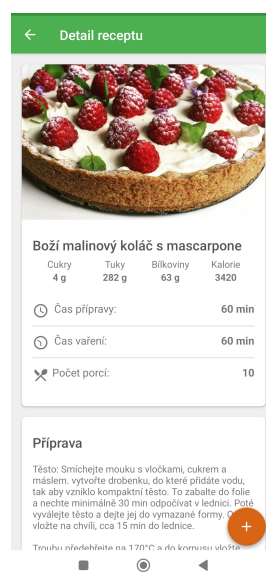 Detail receptu
Boží malinový koláč s mascarpone
Cukry Tuky Bílkoviny Kalorie
4 g 282 g 63 g 3420
Čas přípravy: 60 min
Čas vaření: 60 min
Počet porcí: 10
Příprava
Těsto: Smíchejte mouku s vločkami, cukrem a
máslem. vytvořte drobenku, do které přidáte vodu,
tak aby vzniklo kompaktní těsto. To zabalte do folie
a nechte minimálně 30 min odpočívat v lednici. Poté
vyválejte těsto a dejte jej do vymazané formy.
vložte na chvíli, cca 15 min do lednice.
Troubu předehřejte na 170°C a do korpusu vložte